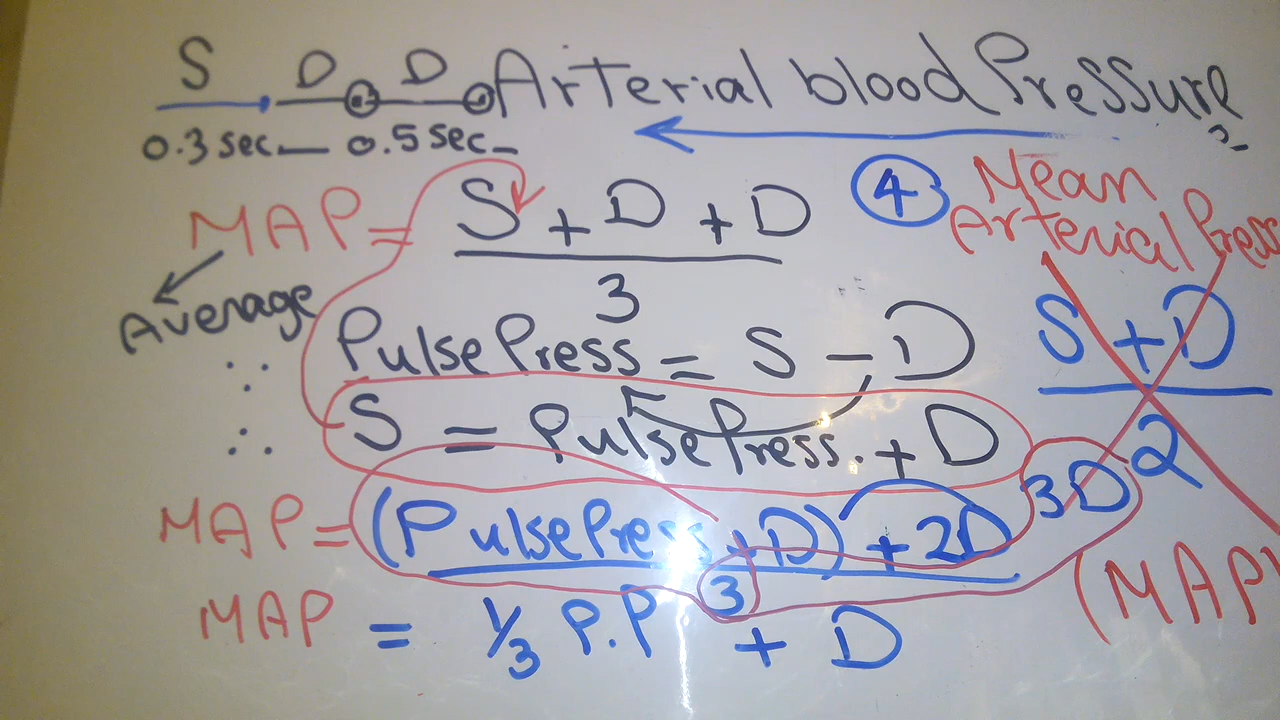 S D D Arterial blood Pressure
0.3 sec 0.5 sec
4 Mean
Arterial Press
MAP = S + D + D
3
Average
S + D
2
Pulse Press = S - D
∵
S = Pulse Press. + D
∴
MAP = (Pulse Press + D) + 2D 3D
3
(MAP)
MAP = 1/3 P.P + D